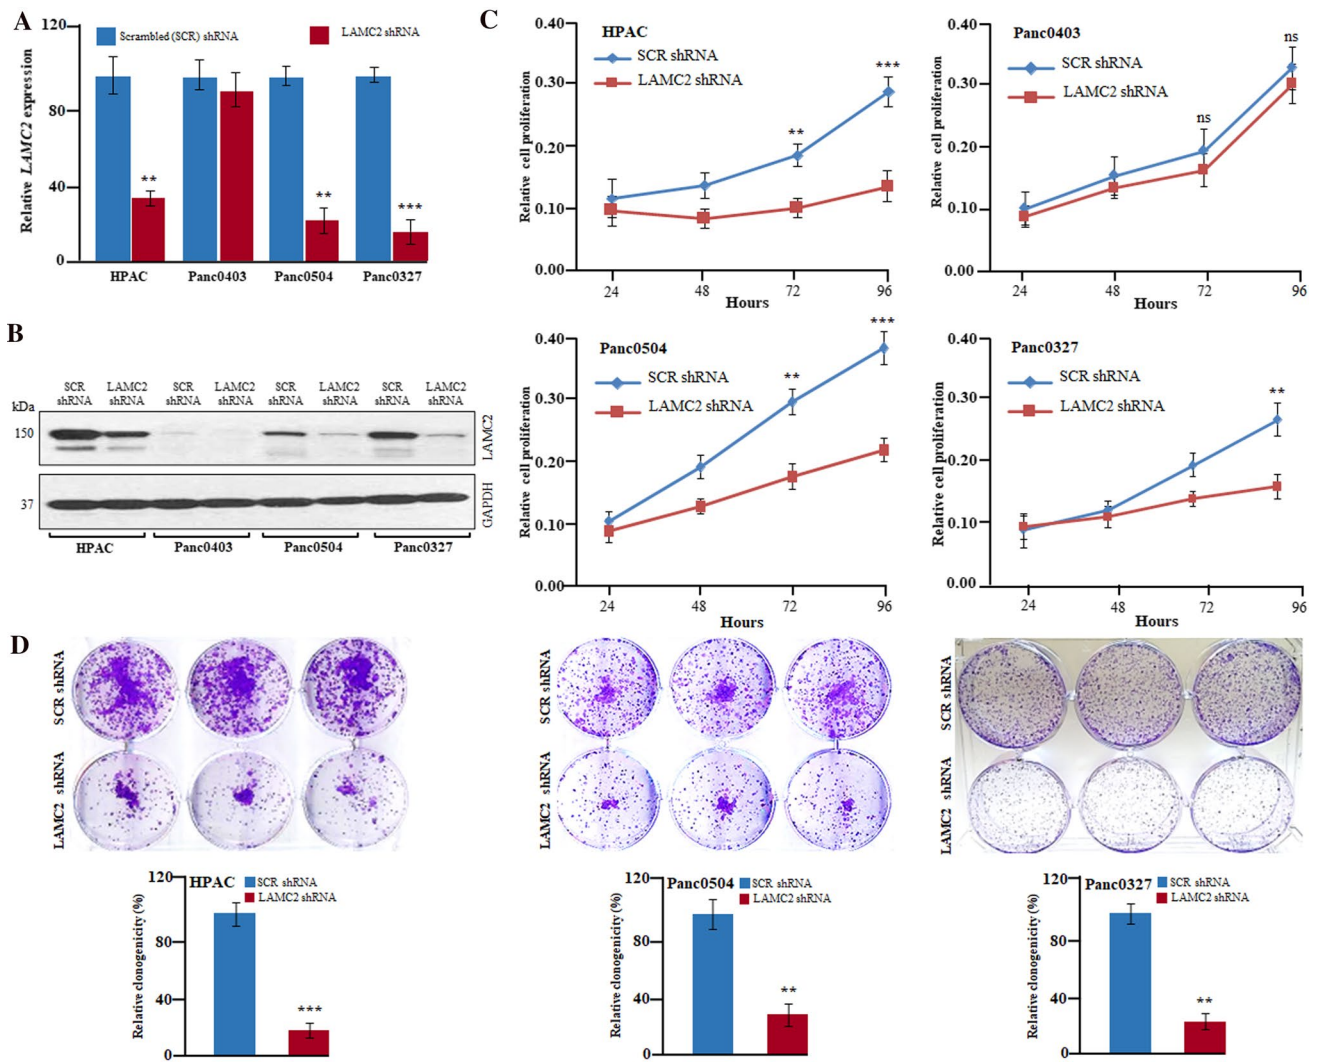 A
120
80
40
0
Relative LAMC2 expression
Scrambled (SCR) shRNA
LAMC2 shRNA
**
**
***
HPAC
Panc0403
Panc0504
Panc0327
B
SCR shRNA
LAMC2 shRNA
SCR shRNA
LAMC2 shRNA
SCR shRNA
LAMC2 shRNA
SCR shRNA
LAMC2 shRNA
kDa
150
LAMC2
37
GAPDH
HPAC
Panc0403
Panc0504
Panc0327
C
HPAC
SCR shRNA
LAMC2 shRNA
Relative cell proliferation
0.40
0.30
0.20
0.10
0.00
**
***
24
48
72
96
Hours
Panc0403
SCR shRNA
LAMC2 shRNA
Relative cell proliferation
0.40
0.30
0.20
0.10
0.00
ns
ns
24
48
72
96
Hours
Panc0504
SCR shRNA
LAMC2 shRNA
Relative cell proliferation
0.40
0.30
0.20
0.10
0.00
**
***
24
48
72
96
Hours
Panc0327
SCR shRNA
LAMC2 shRNA
Relative cell proliferation
0.40
0.30
0.20
0.10
0.00
**
24
48
72
96
Hours
D
SCR shRNA
LAMC2 shRNA
SCR shRNA
LAMC2 shRNA
SCR shRNA
LAMC2 shRNA
HPAC
SCR shRNA
LAMC2 shRNA
Relative clonogenicity (%)
120
80
40
0
***
Panc0504
SCR shRNA
LAMC2 shRNA
Relative clonogenicity (%)
120
80
40
0
**
Panc0327
SCR shRNA
LAMC2 shRNA
Relative clonogenicity (%)
120
80
40
0
**